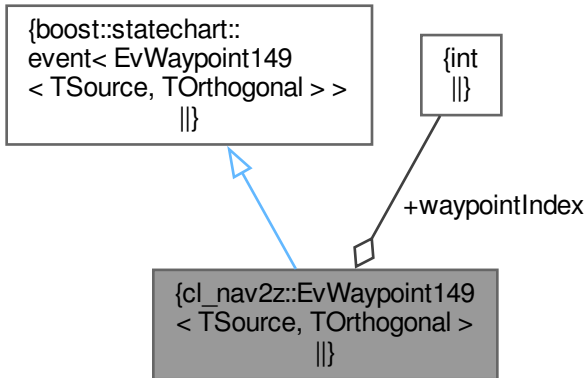 {boost::statechart::
event< EvWaypoint149
< TSource, TOrthogonal > >
||}
{int
||}
+waypointIndex
{cl_nav2z::EvWaypoint149
< TSource, TOrthogonal >
||}